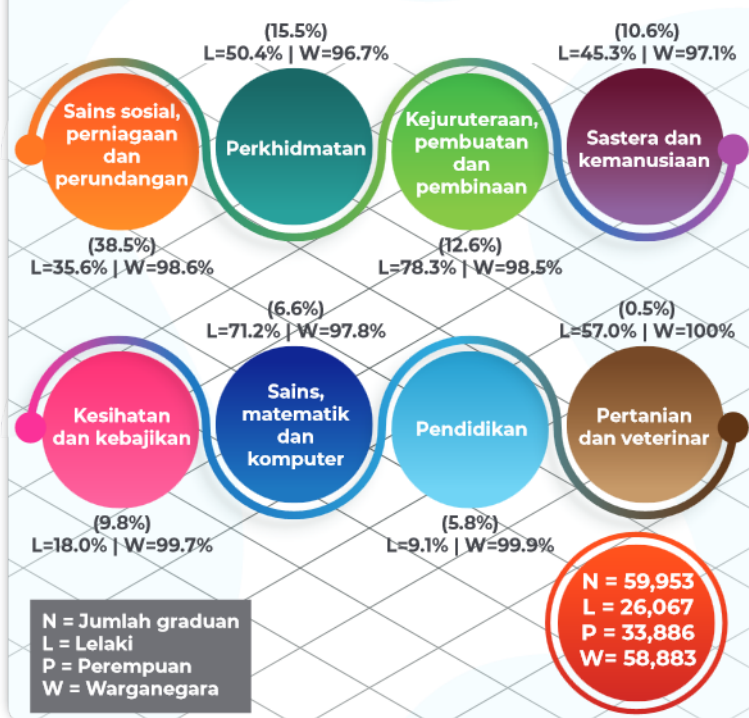 (15.5%)
L=50.4% | W=96.7%
(10.6%)
L=45.3% | W=97.1%
Sains sosial,
perniagaan
dan
perundangan
Perkhidmatan
Kejuruteraan,
pembuatan
dan
pembinaan
Sastera dan
kemanusiaan
(38.5%)
L=35.6% | W=98.6%
(12.6%)
L=78.3% | W=98.5%
(6.6%)
L=71.2% | W=97.8%
(0.5%)
L=57.0% | W=100%
Kesihatan
dan kebajikan
Sains,
matematik
dan
komputer
Pendidikan
Pertanian
dan veterinar
(9.8%)
L=18.0% | W=99.7%
(5.8%)
L=9.1% | W=99.9%
N = Jumlah graduan
L = Lelaki
P = Perempuan
W = Warganegara
N = 59,953
L = 26,067
P = 33,886
W= 58,883